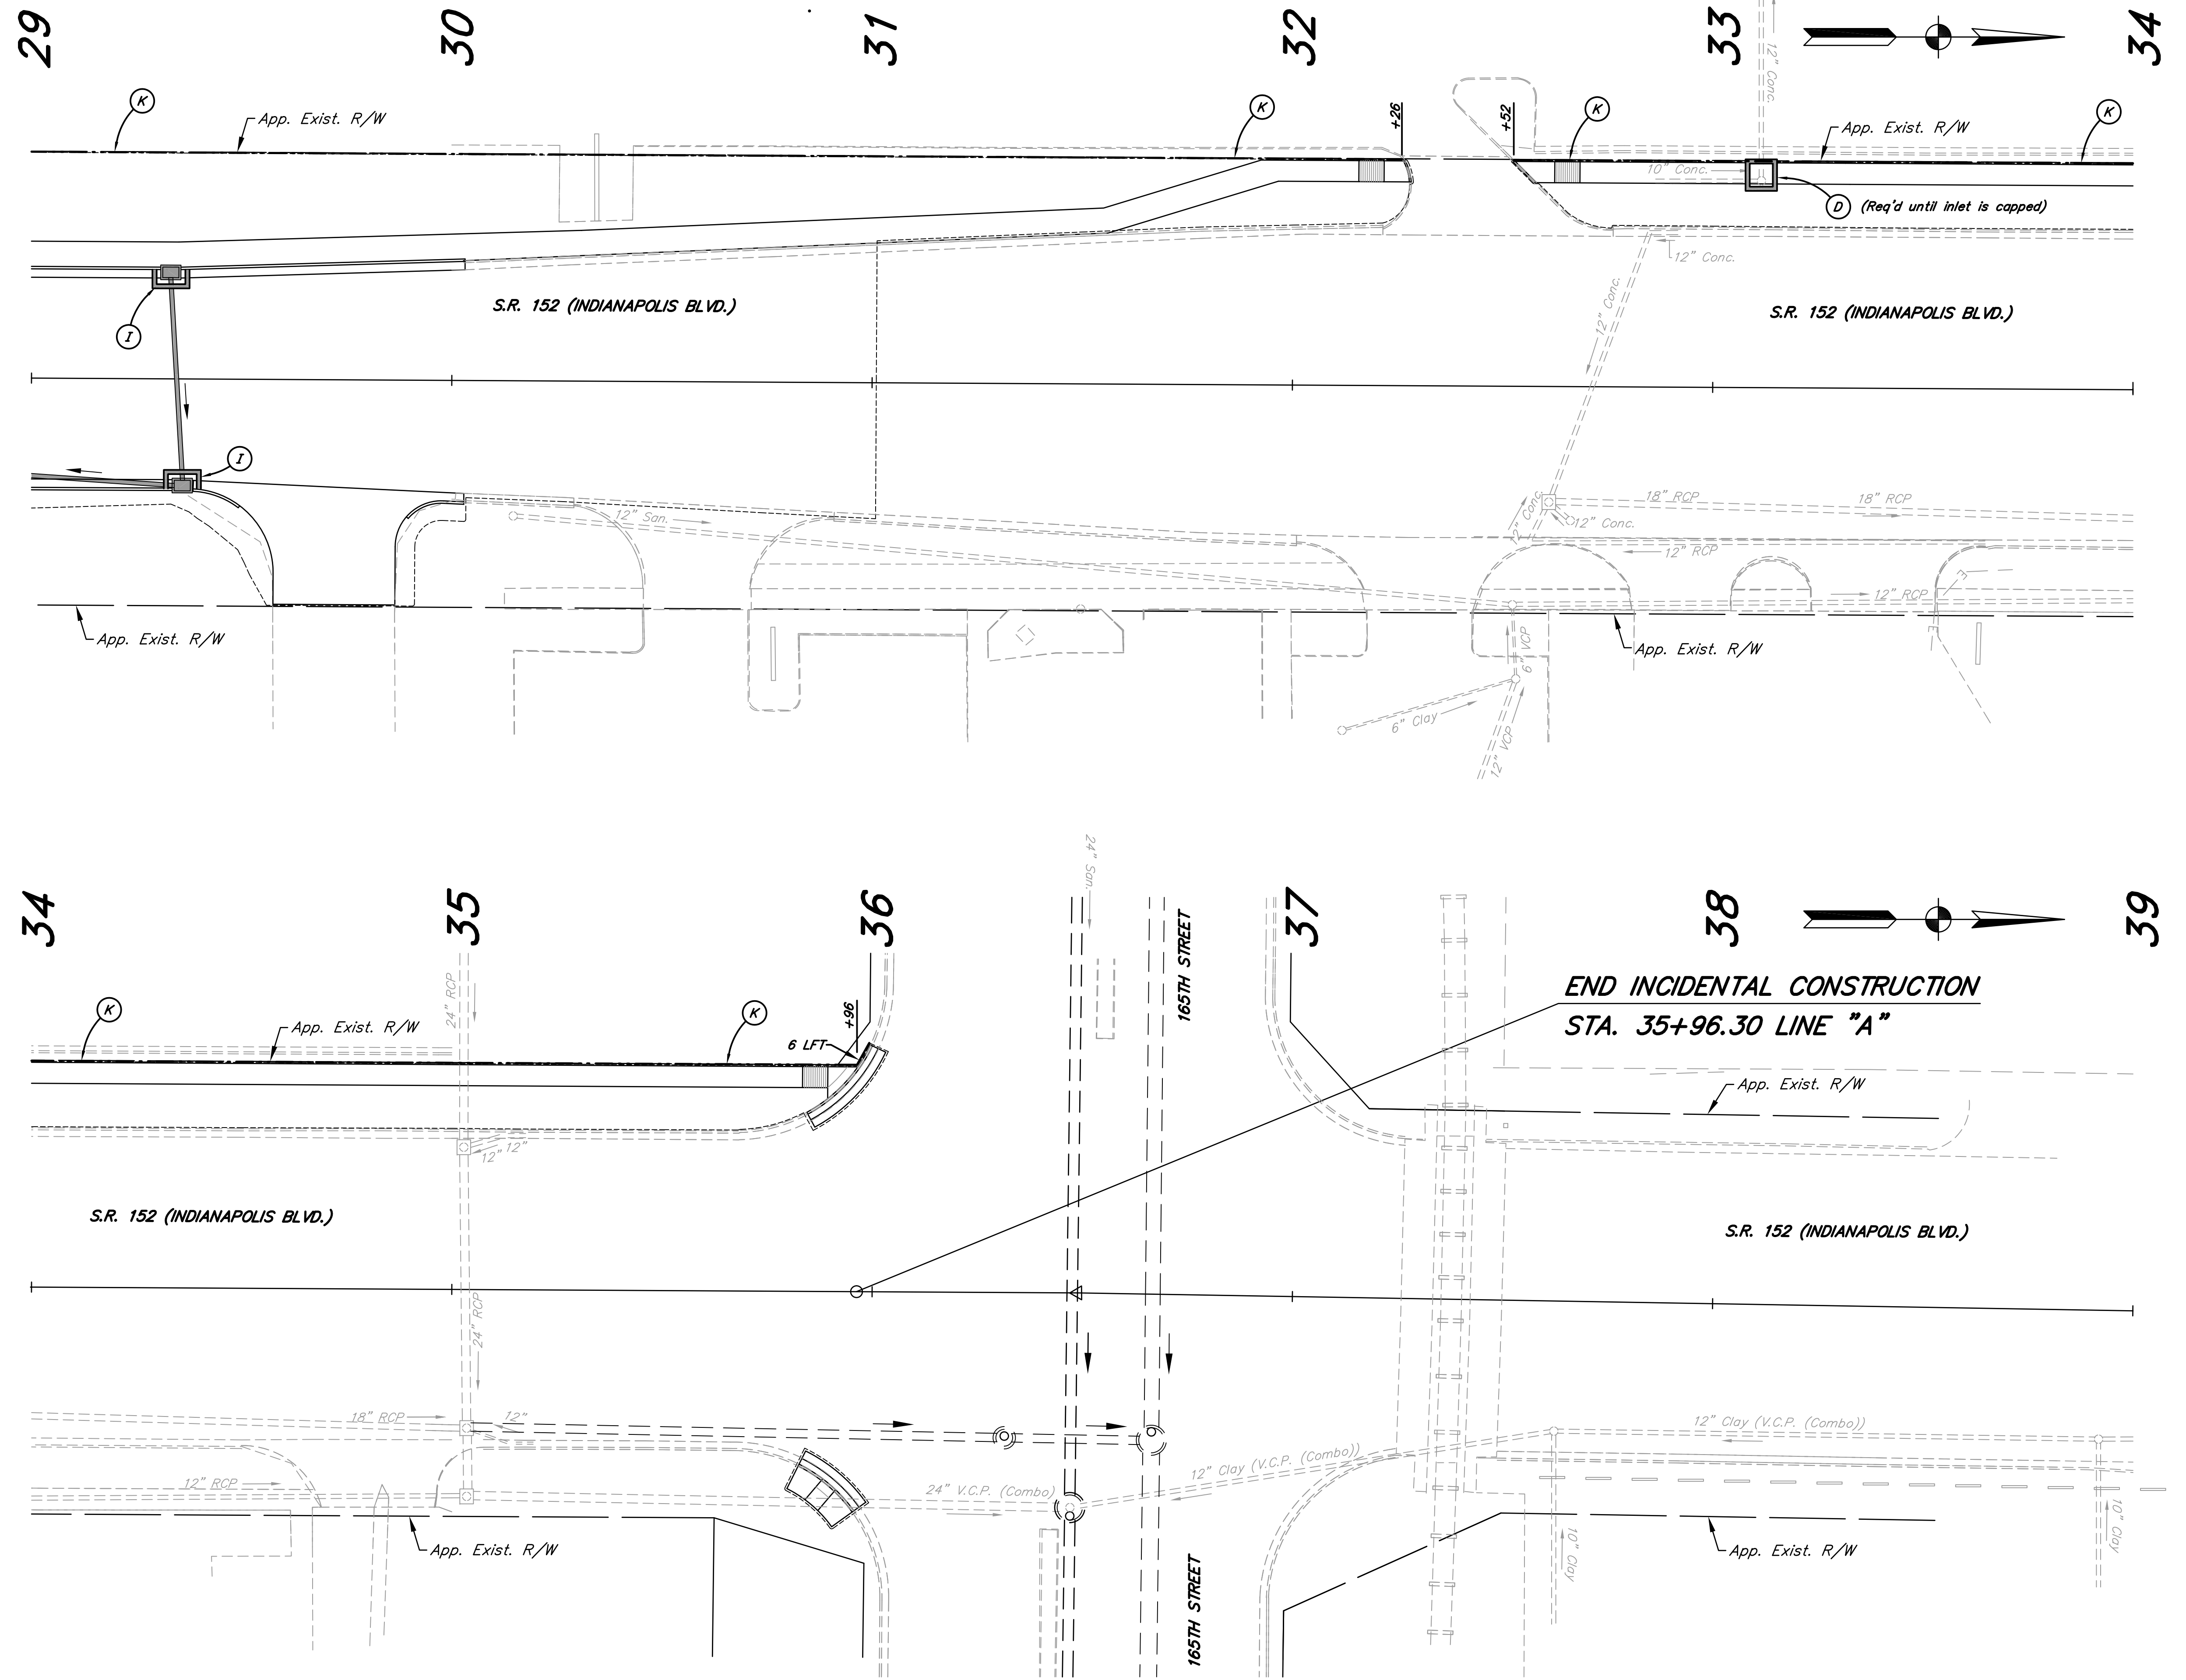 29
30
31
32
33
34
K
App. Exist. R/W
K
+26
+52
K
12" Conc.
App. Exist. R/W
K
10" Conc.
D (Req'd until inlet is capped)
12" Conc.
I
S.R. 152 (INDIANAPOLIS BLVD.)
12" Conc.
S.R. 152 (INDIANAPOLIS BLVD.)
I
12" San.
12" Conc.
18" RCP
18" RCP
12" Conc.
12" RCP
12" RCP
App. Exist. R/W
6" VCP
App. Exist. R/W
6" Clay
12" VCP
34
35
36
24" San.
165TH STREET
37
38
39
END INCIDENTAL CONSTRUCTION
STA. 35+96.30 LINE "A"
K
App. Exist. R/W
24" RCP
K
+96
6 LFT
App. Exist. R/W
12"
12"
S.R. 152 (INDIANAPOLIS BLVD.)
S.R. 152 (INDIANAPOLIS BLVD.)
24" RCP
18" RCP
12"
12" Clay (V.C.P. (Combo))
12" Clay (V.C.P. (Combo))
12" RCP
24" V.C.P. (Combo)
App. Exist. R/W
165TH STREET
10" Clay
App. Exist. R/W
10" Clay